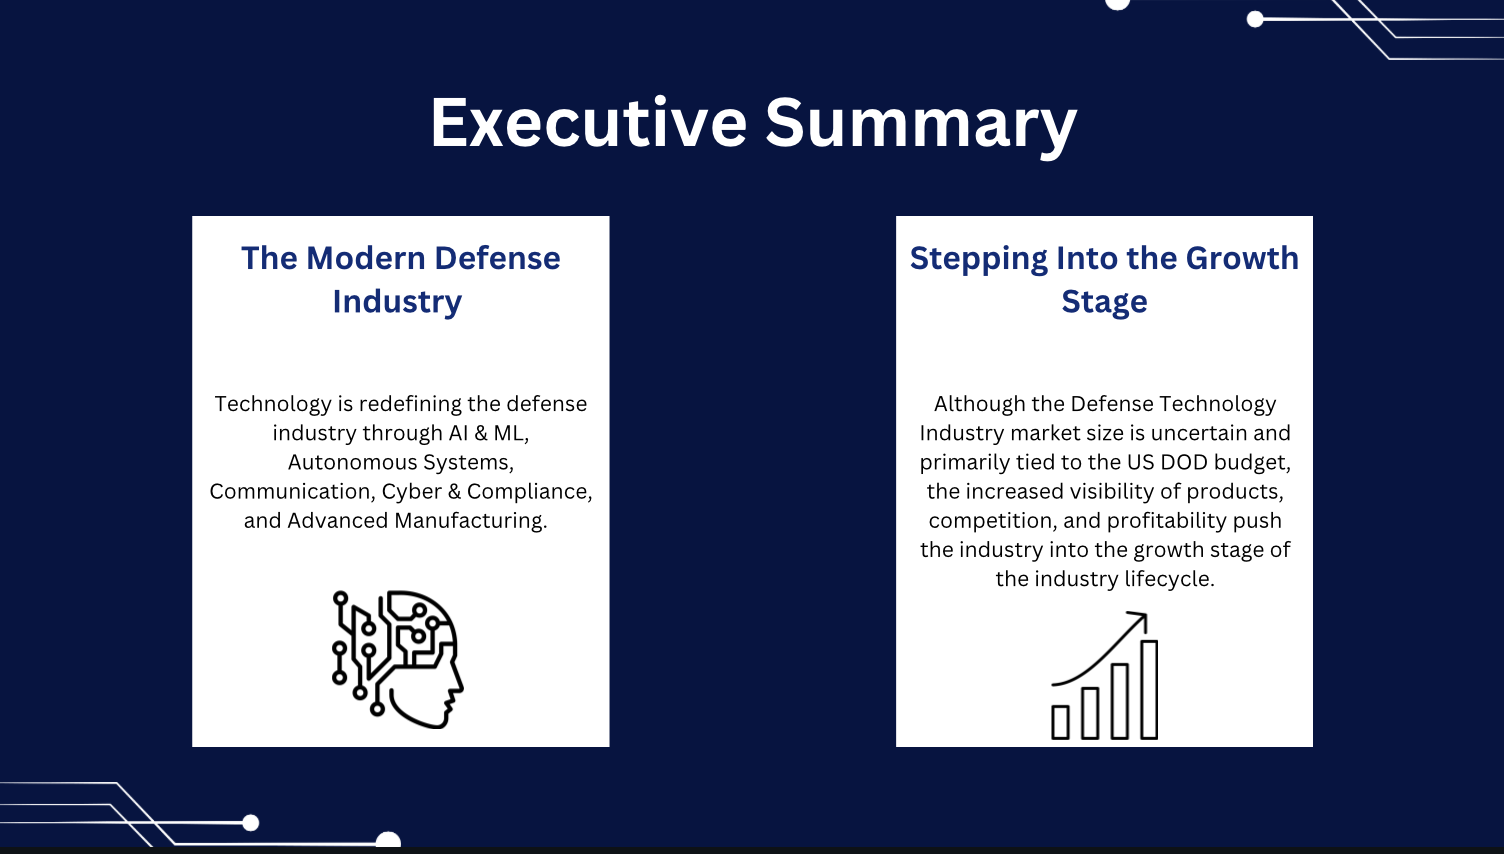 Executive Summary
The Modern Defense
Industry
Technology is redefining the defense
industry through AI & ML,
Autonomous Systems,
Communication, Cyber & Compliance,
and Advanced Manufacturing.
Stepping Into the Growth
Stage
Although the Defense Technology
Industry market size is uncertain and
primarily tied to the US DOD budget,
the increased visibility of products,
competition, and profitability push
the industry into the growth stage of
the industry lifecycle.